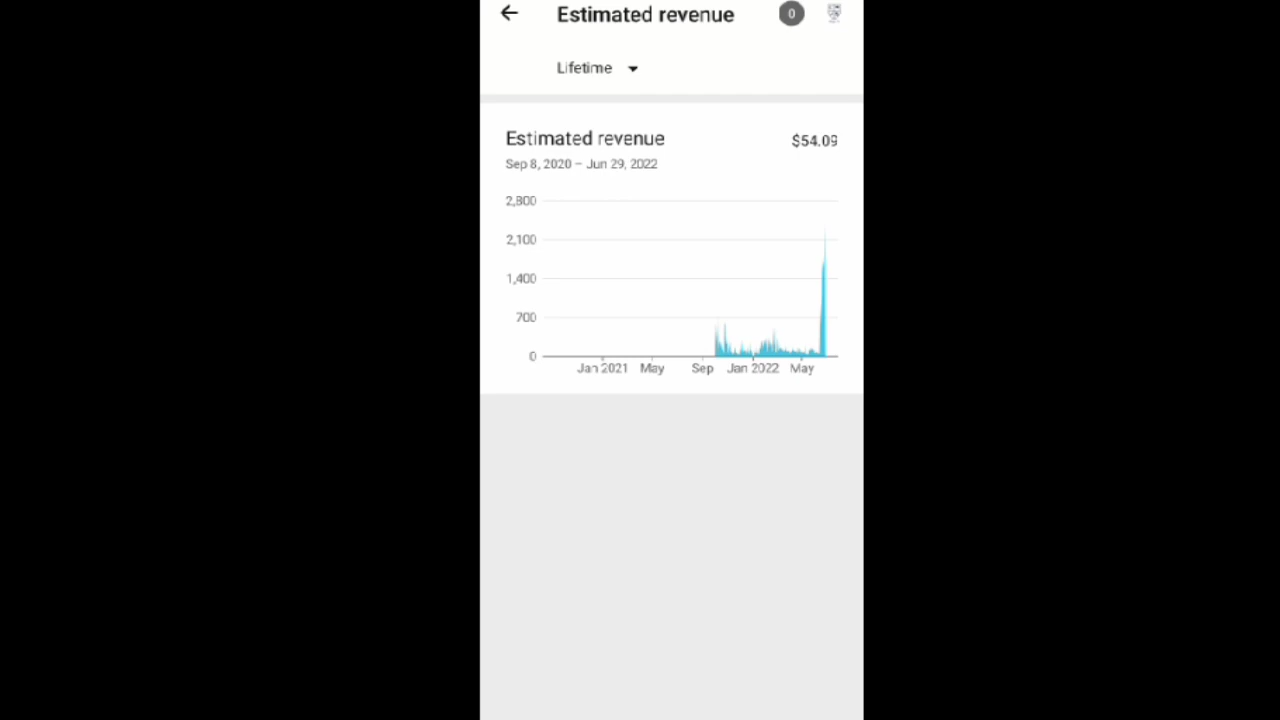 Estimated revenue 0
Lifetime
Estimated revenue $54.09
Sep 8, 2020 – Jun 29, 2022
2,800
2,100
1,400
700
0
Jan 2021 May Sep Jan 2022 May